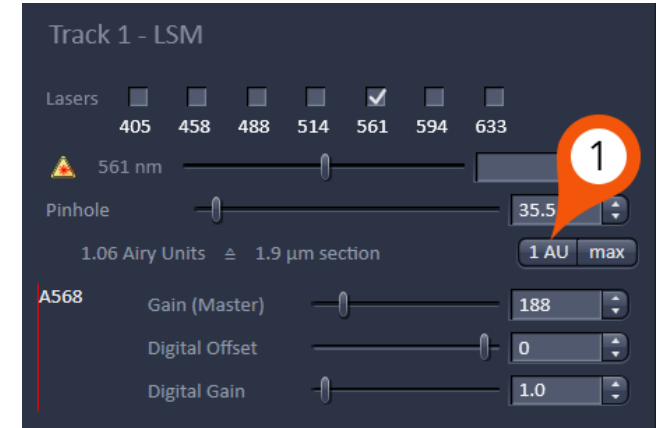 Track 1 - LSM
Lasers
405 458 488 514 561 594 633
1
561 nm
Pinhole 35.5
1.06 Airy Units ≙ 1.9 µm section 1 AU max
A568 Gain (Master) 188
Digital Offset 0
Digital Gain 1.0